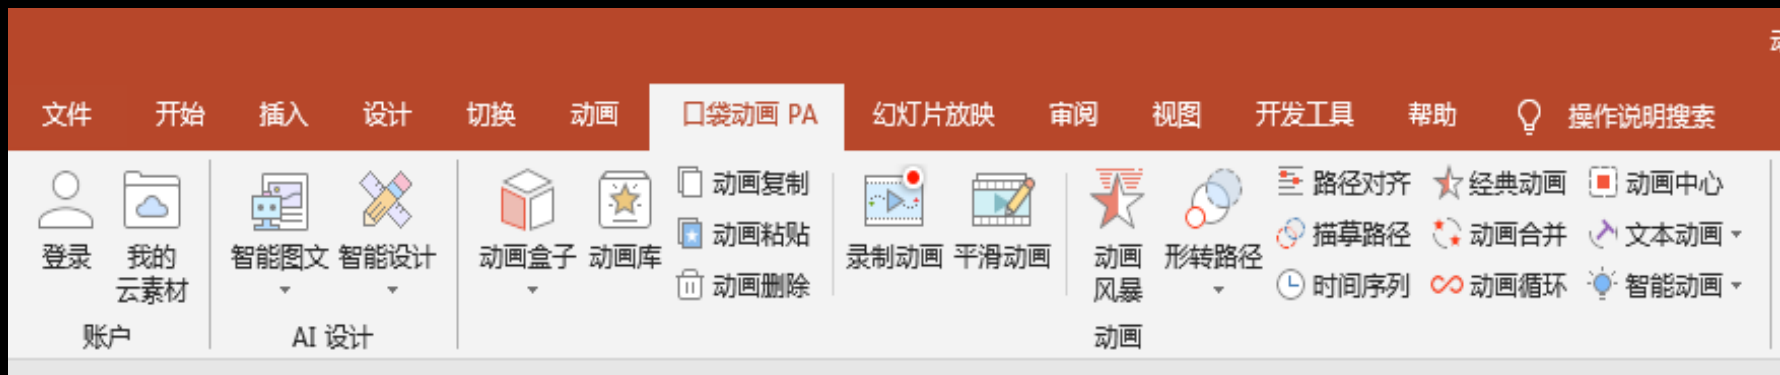 文件 开始 插入 设计 切换 动画 口袋动画 PA 幻灯片放映 审阅 视图 开发工具 帮助 操作说明搜索
登录
我的
云素材
账户
智能图文 智能设计
AI 设计
动画盒子 动画库
动画复制
动画粘贴
动画删除
录制动画 平滑动画
动画
风暴
形转路径
路径对齐 经典动画 动画中心
描摹路径 动画合并 文本动画
时间序列 动画循环 智能动画
动画